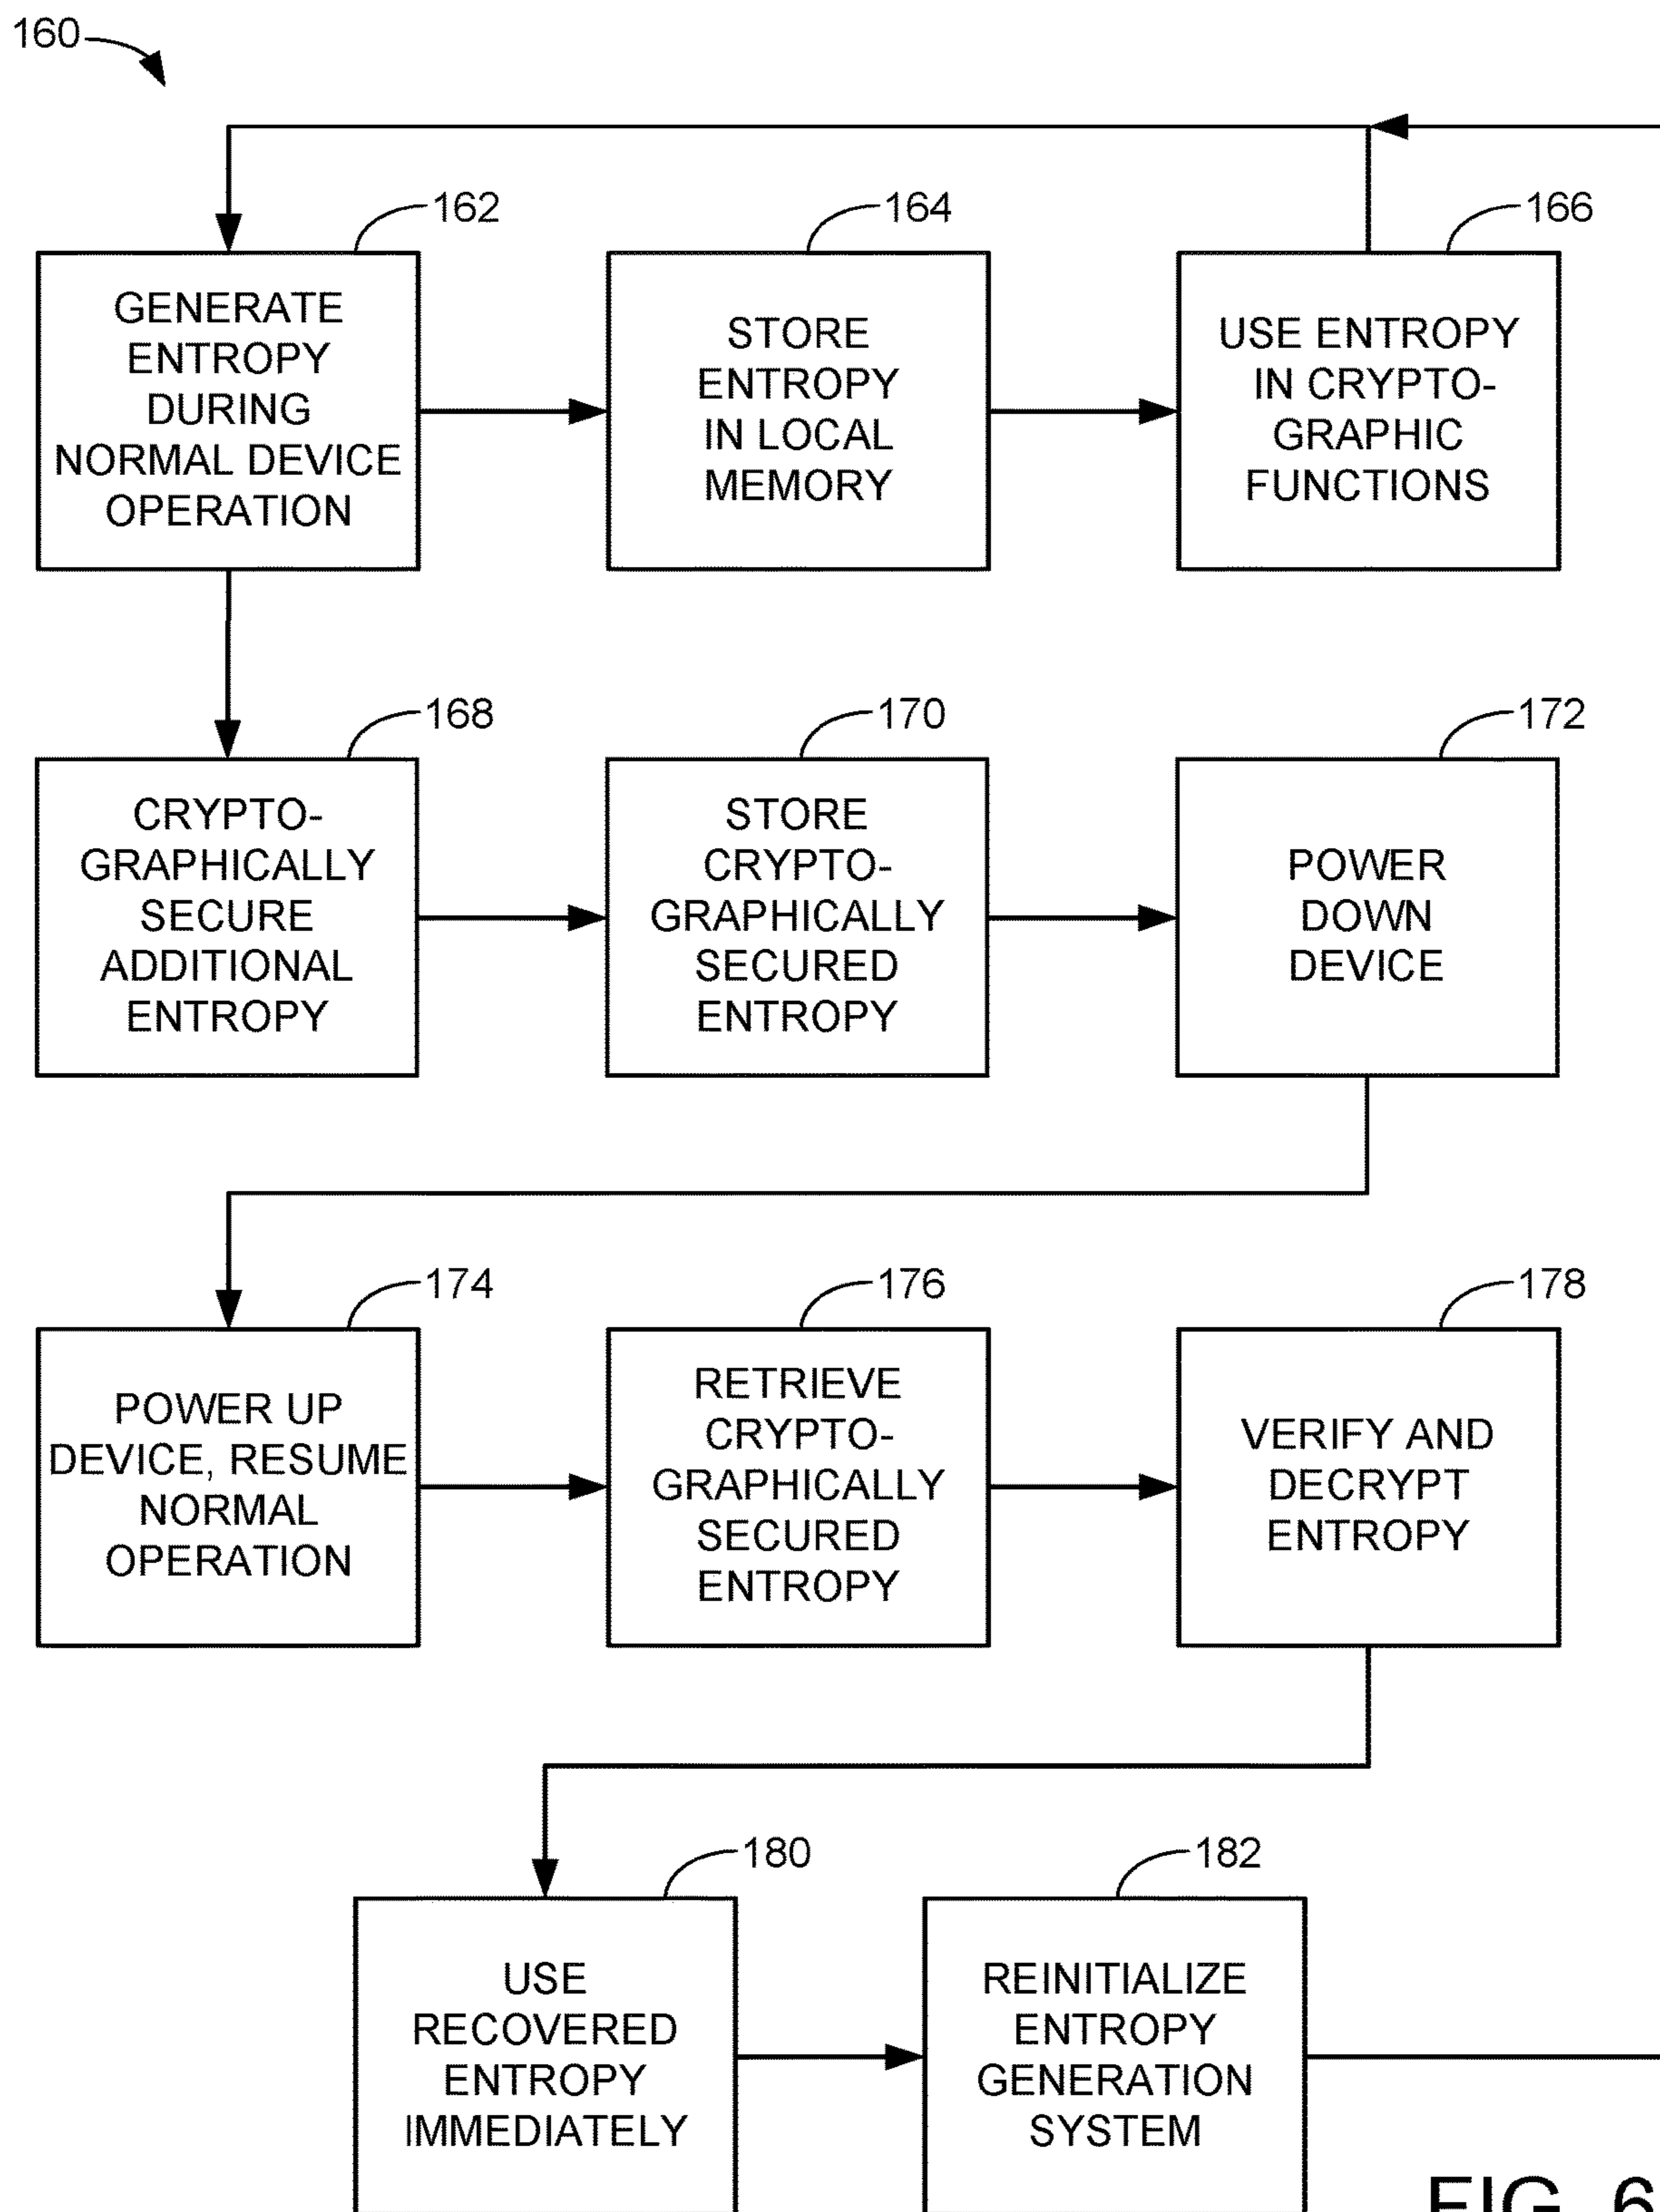 160
162
164
166
GENERATE
ENTROPY
DURING
NORMAL DEVICE
OPERATION
STORE
ENTROPY
IN LOCAL
MEMORY
USE ENTROPY
IN CRYPTO-
GRAPHIC
FUNCTIONS
168
170
172
CRYPTO-
GRAPHICALLY
SECURE
ADDITIONAL
ENTROPY
STORE
CRYPTO-
GRAPHICALLY
SECURED
ENTROPY
POWER
DOWN
DEVICE
174
176
178
POWER UP
DEVICE, RESUME
NORMAL
OPERATION
RETRIEVE
CRYPTO-
GRAPHICALLY
SECURED
ENTROPY
VERIFY AND
DECRYPT
ENTROPY
180
182
USE
RECOVERED
ENTROPY
IMMEDIATELY
REINITIALIZE
ENTROPY
GENERATION
SYSTEM
FIG. 6